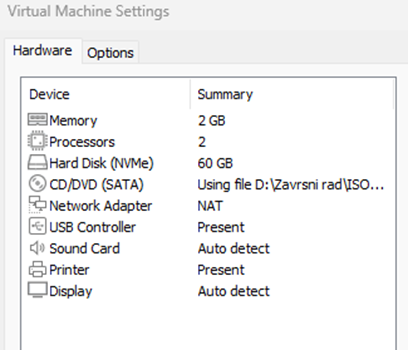 Virtual Machine Settings
Hardware Options
Device Summary
Memory 2 GB
Processors 2
Hard Disk (NVMe) 60 GB
CD/DVD (SATA) Using file D:\Zavrsni rad\ISO...
Network Adapter NAT
USB Controller Present
Sound Card Auto detect
Printer Present
Display Auto detect